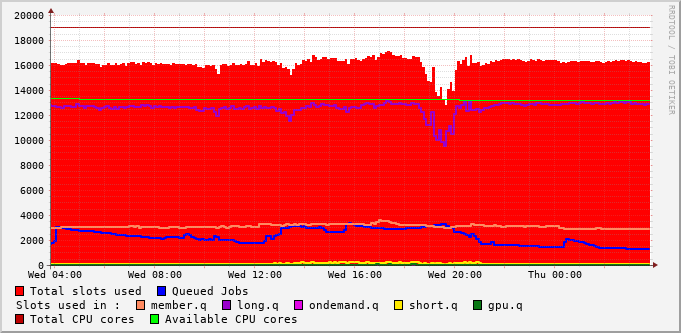 RRDTOOL / TOBI OETIKER
20000
18000
16000
14000
12000
10000
8000
6000
4000
2000
0
Wed 04:00 Wed 08:00 Wed 12:00 Wed 16:00 Wed 20:00 Thu 00:00
Total slots used Queued Jobs
Slots used in : member.q long.q ondemand.q short.q gpu.q
Total CPU cores Available CPU cores